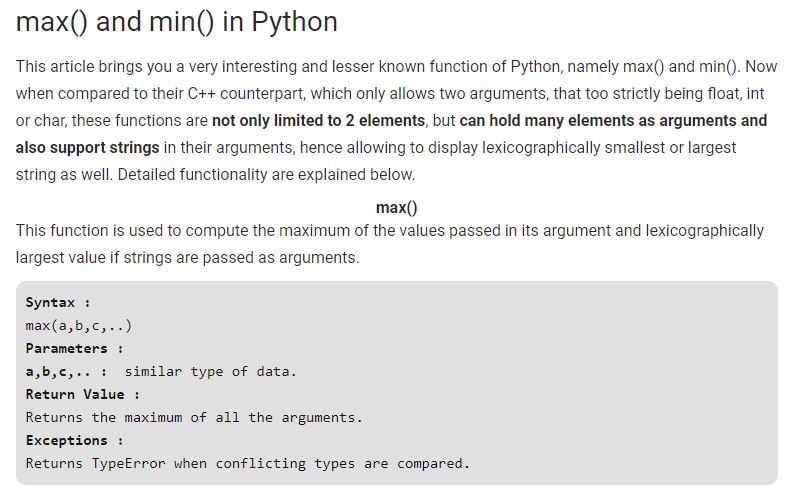 max() and min() in Python
This article brings you a very interesting and lesser known function of Python, namely max() and min(). Now
when compared to their C++ counterpart, which only allows two arguments, that too strictly being float, int
or char, these functions are not only limited to 2 elements, but can hold many elements as arguments and
also support strings in their arguments, hence allowing to display lexicographically smallest or largest
string as well. Detailed functionality are explained below.
max()
This function is used to compute the maximum of the values passed in its argument and lexicographically
largest value if strings are passed as arguments.
Syntax :
max(a,b,c,..)
Parameters :
a,b,c,.. :  similar type of data.
Return Value :
Returns the maximum of all the arguments.
Exceptions :
Returns TypeError when conflicting types are compared.